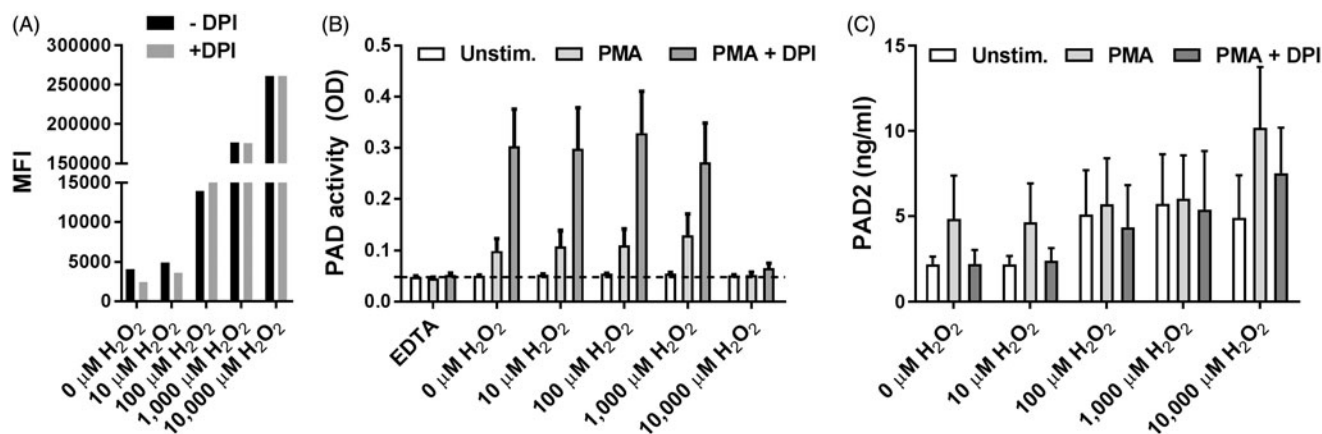 (A)
- DPI
+DPI
MFI
300000
250000
200000
150000
100000
50000
15000
10000
5000
0
0 μM H₂O₂
10 μM H₂O₂
100 μM H₂O₂
1,000 μM H₂O₂
10,000 μM H₂O₂
(B)
Unstim. PMA PMA + DPI
PAD activity (OD)
0.5
0.4
0.3
0.2
0.1
0.0
EDTA
0 μM H₂O₂
10 μM H₂O₂
100 μM H₂O₂
1,000 μM H₂O₂
10,000 μM H₂O₂
(C)
Unstim. PMA PMA + DPI
PAD2 (ng/ml)
15
10
5
0
0 μM H₂O₂
10 μM H₂O₂
100 μM H₂O₂
1,000 μM H₂O₂
10,000 μM H₂O₂